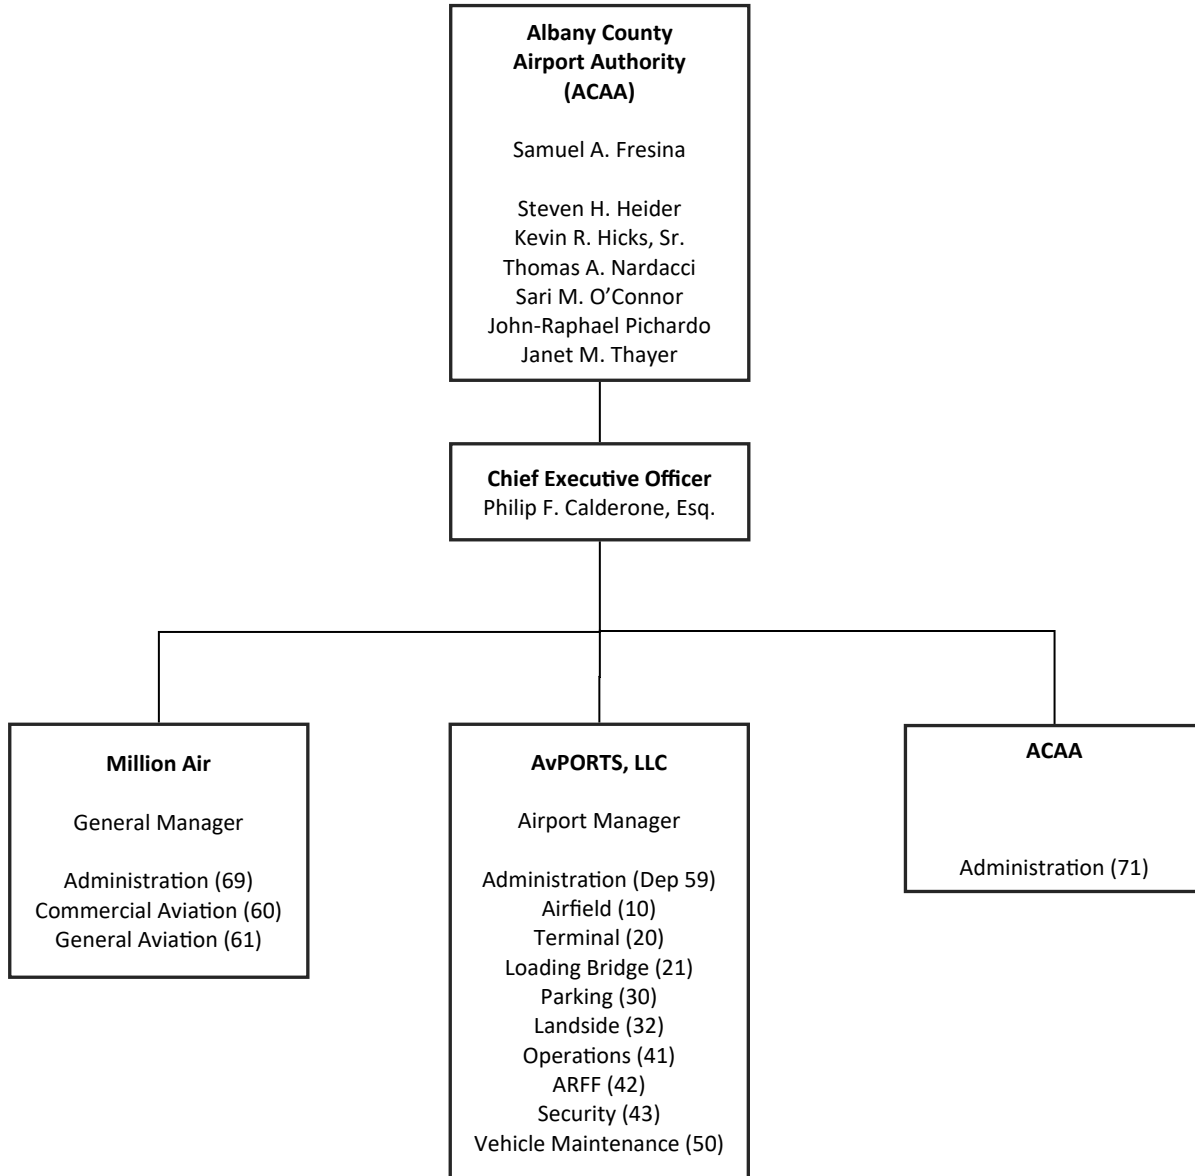 Albany County
Airport Authority
(ACAA)
Samuel A. Fresina
Steven H. Heider
Kevin R. Hicks, Sr.
Thomas A. Nardacci
Sari M. O’Connor
John-Raphael Pichardo
Janet M. Thayer
Chief Executive Officer
Philip F. Calderone, Esq.
Million Air
General Manager
Administration (69)
Commercial Aviation (60)
General Aviation (61)
AvPORTS, LLC
Airport Manager
Administration (Dep 59)
Airfield (10)
Terminal (20)
Loading Bridge (21)
Parking (30)
Landside (32)
Operations (41)
ARFF (42)
Security (43)
Vehicle Maintenance (50)
ACAA
Administration (71)